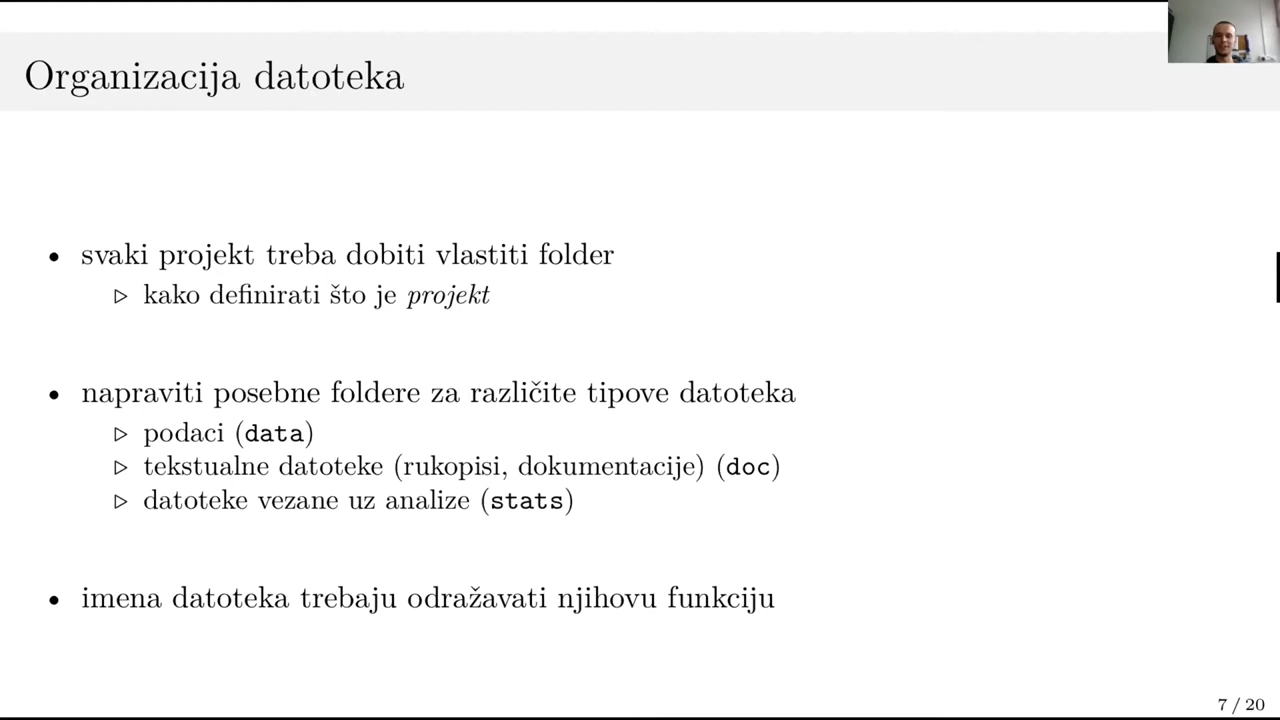 Organizacija datoteka
• svaki projekt treba dobiti vlastiti folder
▷ kako definirati što je projekt
• napraviti posebne foldere za različite tipove datoteka
▷ podaci (data)
▷ tekstualne datoteke (rukopisi, dokumentacije) (doc)
▷ datoteke vezane uz analize (stats)
• imena datoteka trebaju odražavati njihovu funkciju
7 / 20